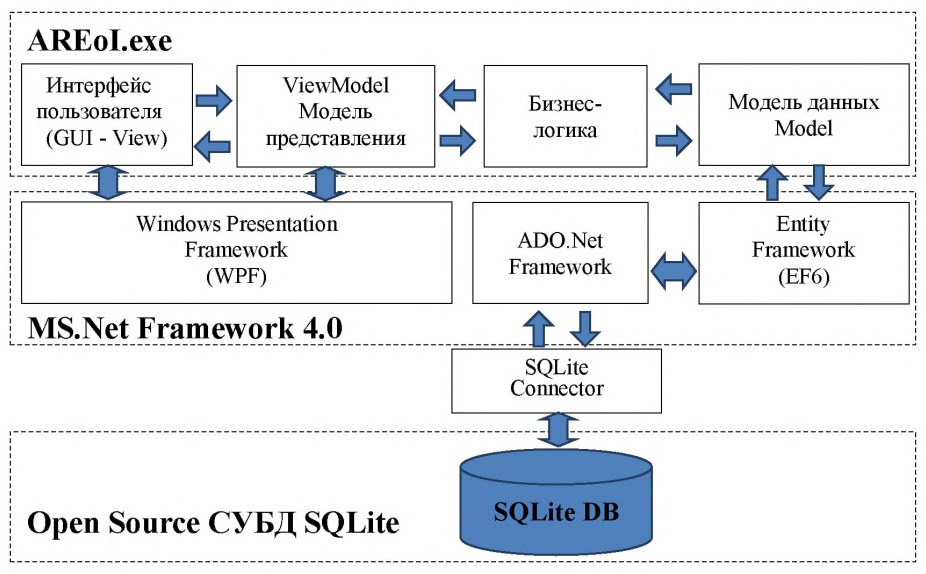 AREoI.exe
Интерфейс
пользователя
(GUI - View)
ViewModel
Модель
представления
Бизнес-
логика
Модель данных
Model
Windows Presentation
Framework
(WPF)
ADO.Net
Framework
Entity
Framework
(EF6)
MS.Net Framework 4.0
SQLite
Connector
SQLite DB
Open Source СУБД SQLite